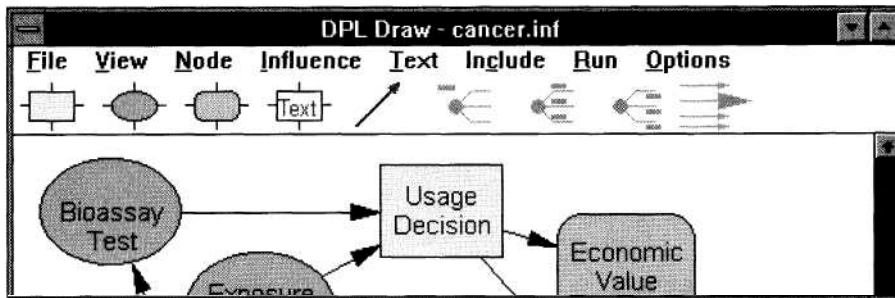 DPL Draw - cancer.inf
File View Node Influence Text Include Run Options
Text
Bioassay
Test
Usage
Decision
Exposure
Economic
Value